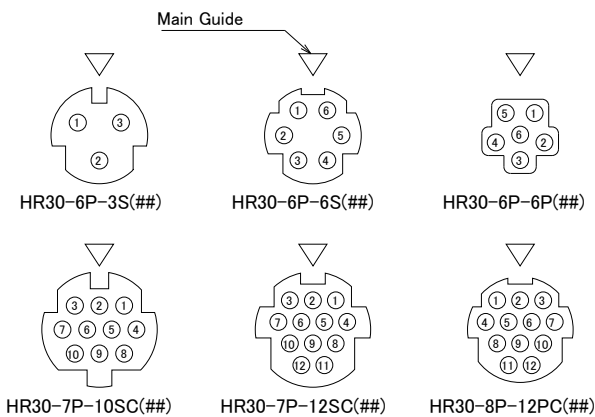 Main Guide
1 3
2
HR30-6P-3S(##)
1 6
2 5
3 4
HR30-6P-6S(##)
5 1
4 6 2
3
HR30-6P-6P(##)
3 2 1
7 6 5 4
10 9 8
HR30-7P-10SC(##)
3 2 1
7 6 5 4
10 9 8
12 11
HR30-7P-12SC(##)
1 2 3
4 5 6 7
8 9 10
11 12
HR30-8P-12PC(##)